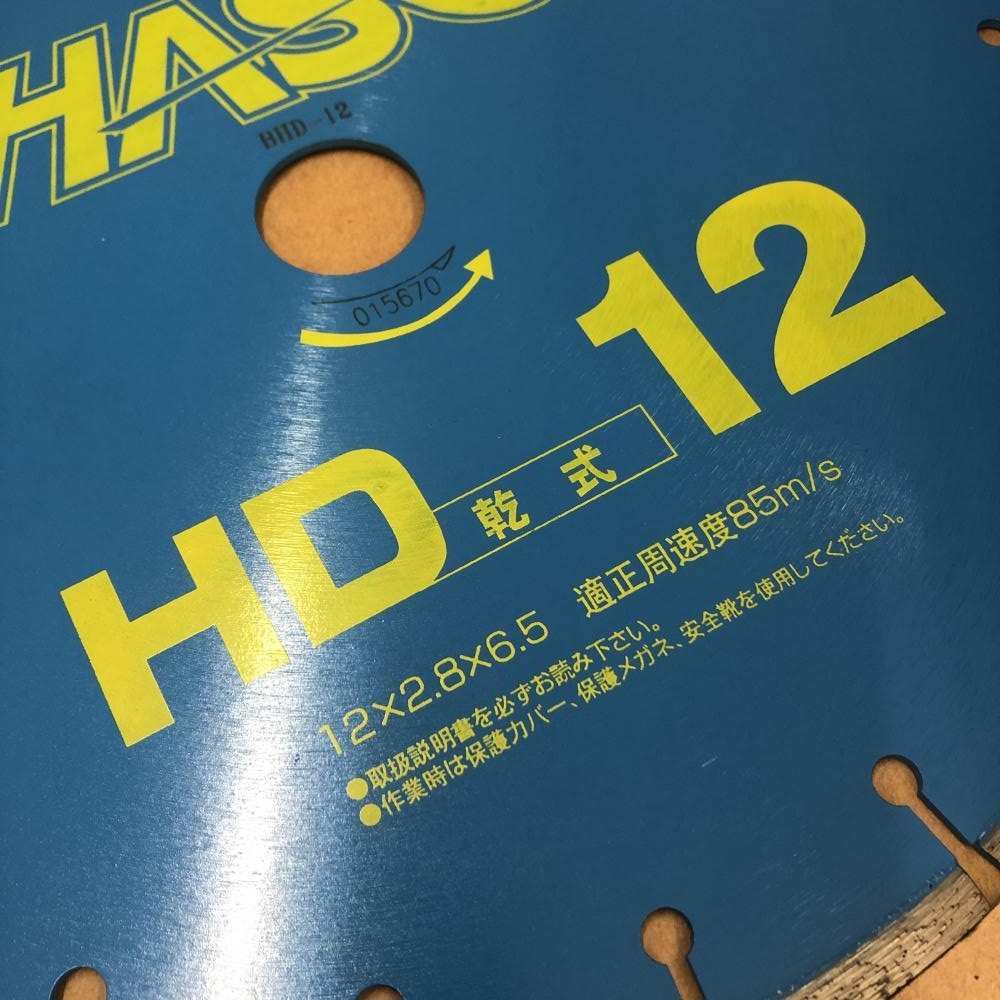 BHD-12
015670
HD 乾式 12
12×2.8×6.5 適正周速度85m/s
●取扱説明書を必ずお読み下さい。
●作業時は保護カバー、保護メガネ、安全靴を使用してください。